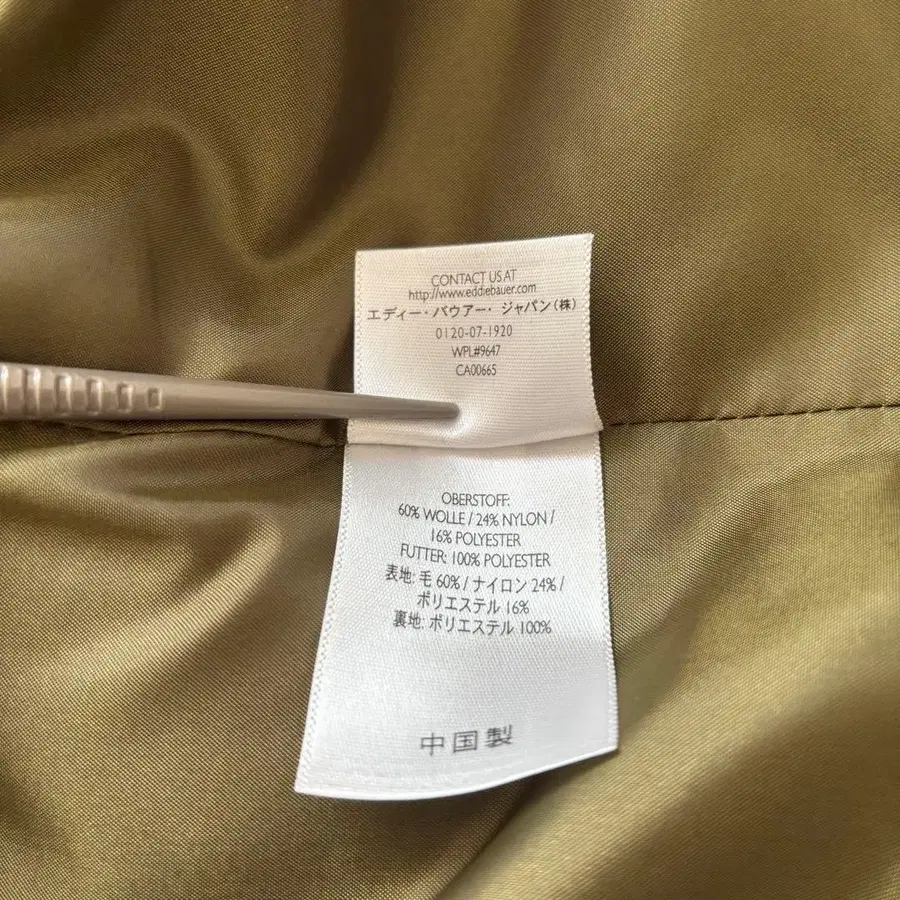 CONTACT US AT
http://www.eddiebauer.com
エディー・バウアー・ジャパン(株)
0120-07-1920
WPL#9647
CA00665
OBERSTOFF:
60% WOLLE / 24% NYLON /
16% POLYESTER
FUTTER: 100% POLYESTER
表地: 毛 60% / ナイロン 24% /
ポリエステル 16%
裏地: ポリエステル 100%
中国製